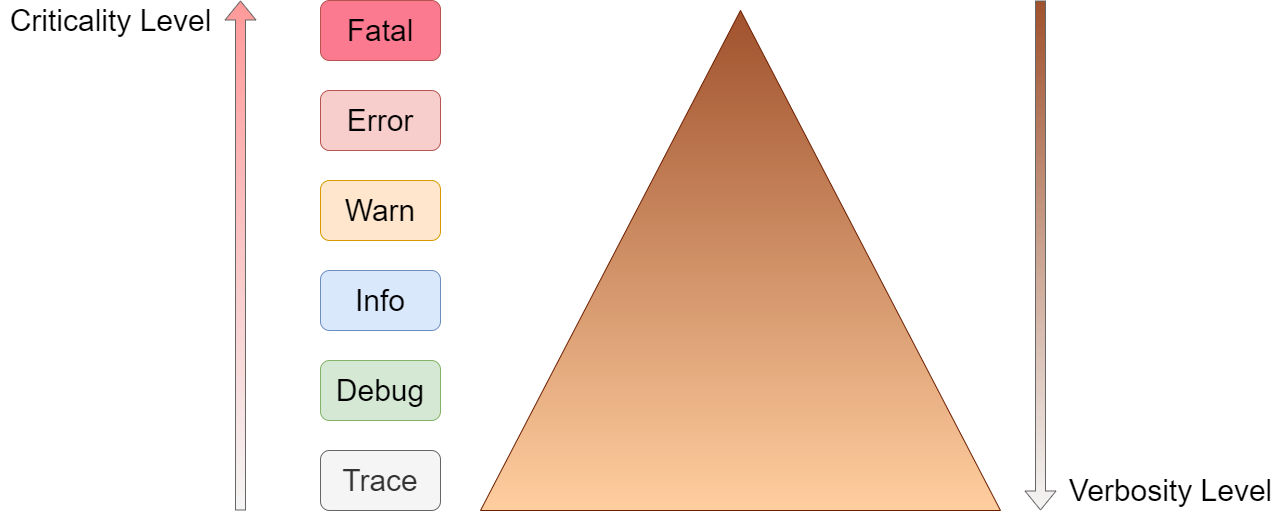 Criticality Level
Fatal
Error
Warn
Info
Debug
Trace
Verbosity Level